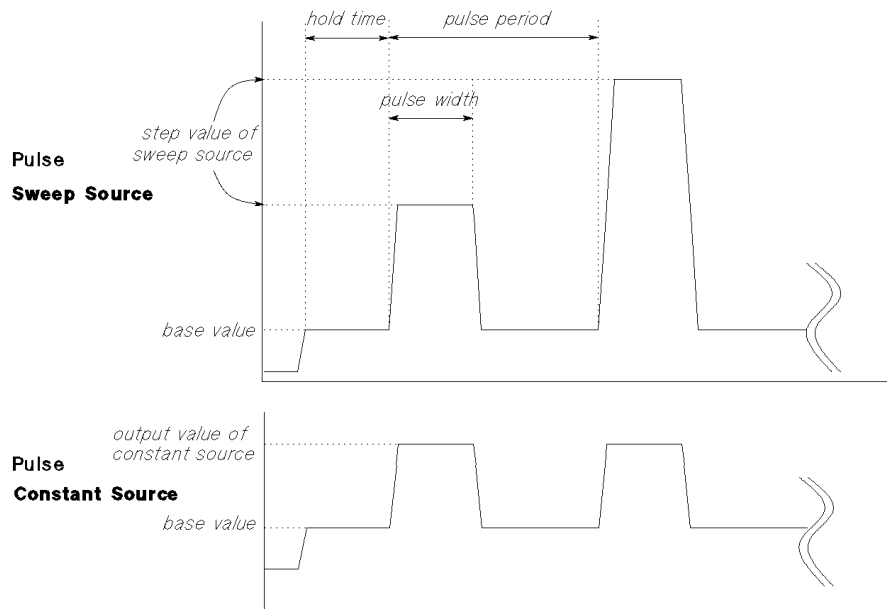 hold time
pulse period
pulse width
step value of
sweep source
Pulse
Sweep Source
base value
output value of
constant source
Pulse
Constant Source
base value